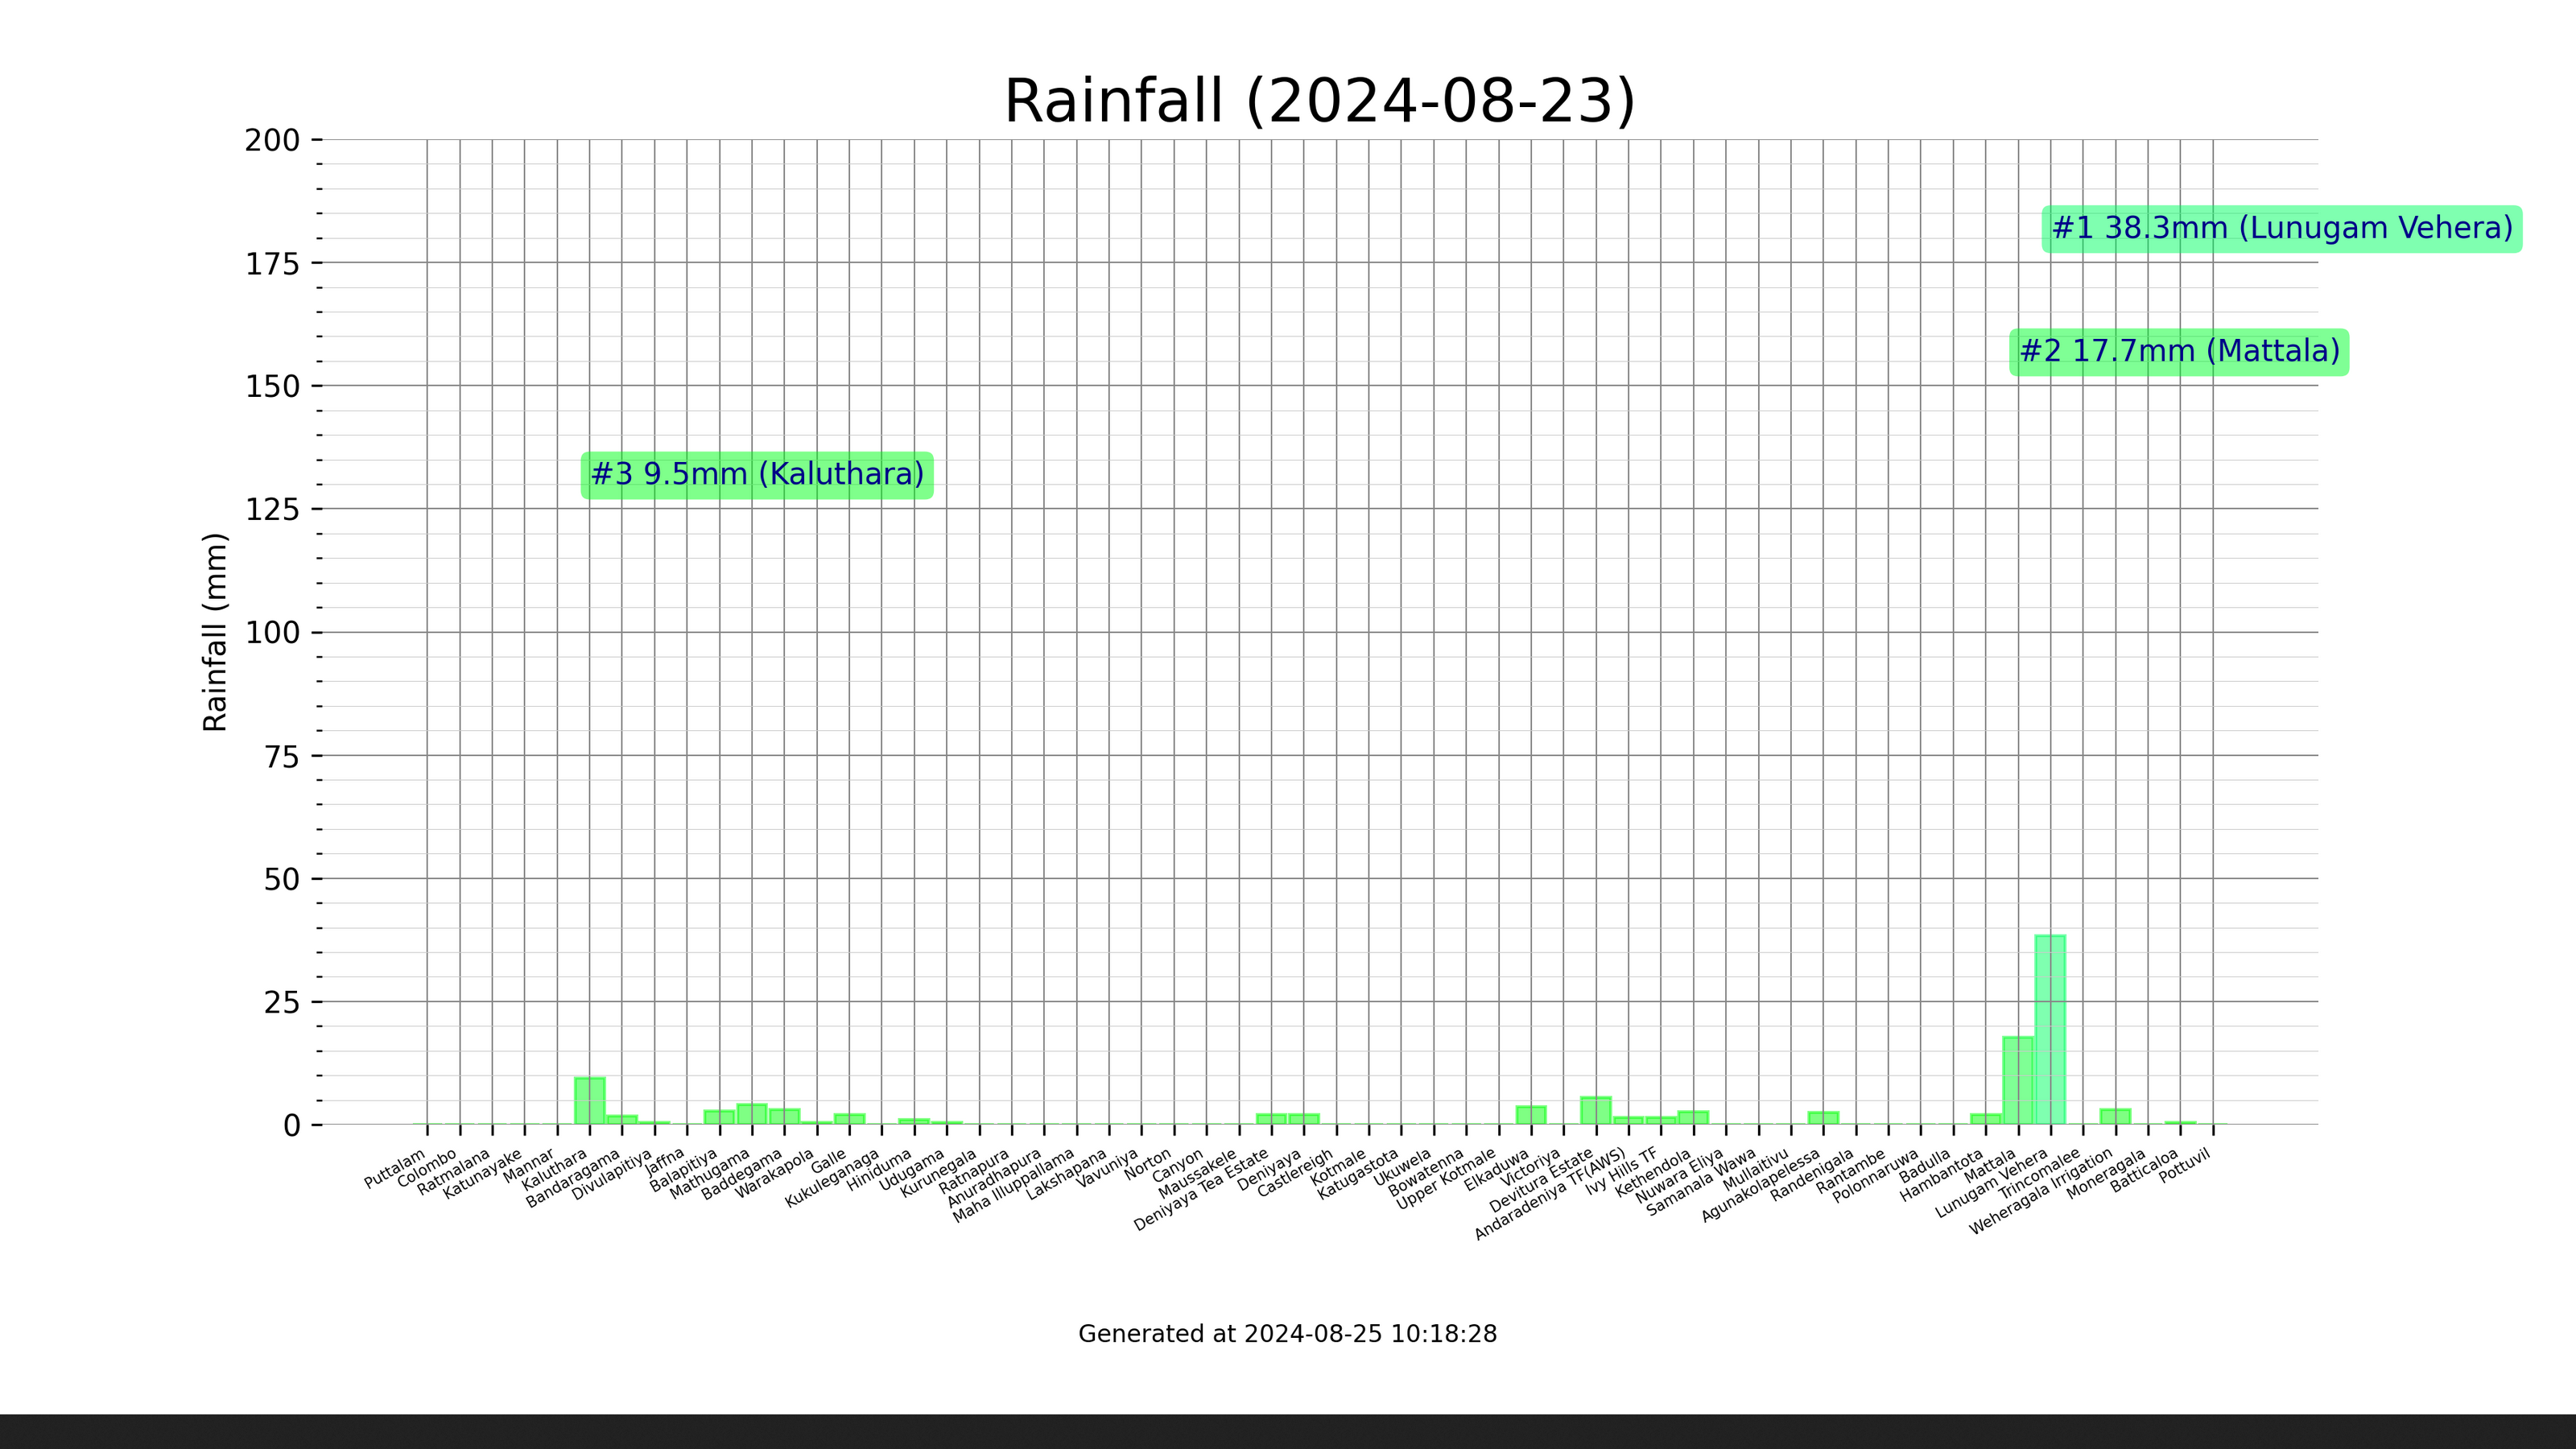 Rainfall (2024-08-23)
200
175
150
125
100
75
50
25
0
Rainfall (mm)
#1 38.3mm (Lunugam Vehera)
#2 17.7mm (Mattala)
#3 9.5mm (Kaluthara)
Puttalam
Colombo
Ratmalana
Katunayake
Mannar
Kaluthara
Bandaragama
Divulapitiya
Jaffna
Balapitiya
Mathugama
Baddegama
Warakapola
Galle
Kukuleganaga
Hiniduma
Udugama
Kurunegala
Ratnapura
Anuradhapura
Maha Illuppallama
Lakshapana
Vavuniya
Norton
Canyon
Maussakele
Deniyaya Tea Estate
Deniyaya
Castlereigh
Kotmale
Katugastota
Ukuwela
Bowatenna
Upper Kotmale
Elkaduwa
Victoriya
Devitura Estate
Andaradeniya TF(AWS)
Ivy Hills TF
Kethendola
Nuwara Eliya
Samanala Wawa
Mullaitivu
Agunakolapelessa
Randenigala
Rantambe
Polonnaruwa
Badulla
Hambantota
Mattala
Lunugam Vehera
Trincomalee
Weheragala Irrigation
Moneragala
Batticaloa
Pottuvil
Generated at 2024-08-25 10:18:28